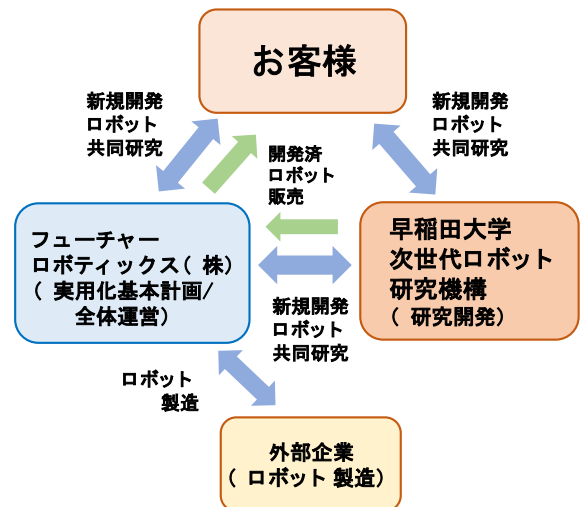 お客様
新規開発
ロボット
共同研究
新規開発
ロボット
共同研究
開発済
ロボット
販売
フューチャー
ロボティックス(株)
(実用化基本計画/
全体運営)
早稲田大学
次世代ロボット
研究機構
(研究開発)
新規開発
ロボット
共同研究
ロボット
製造
外部企業
(ロボット製造)